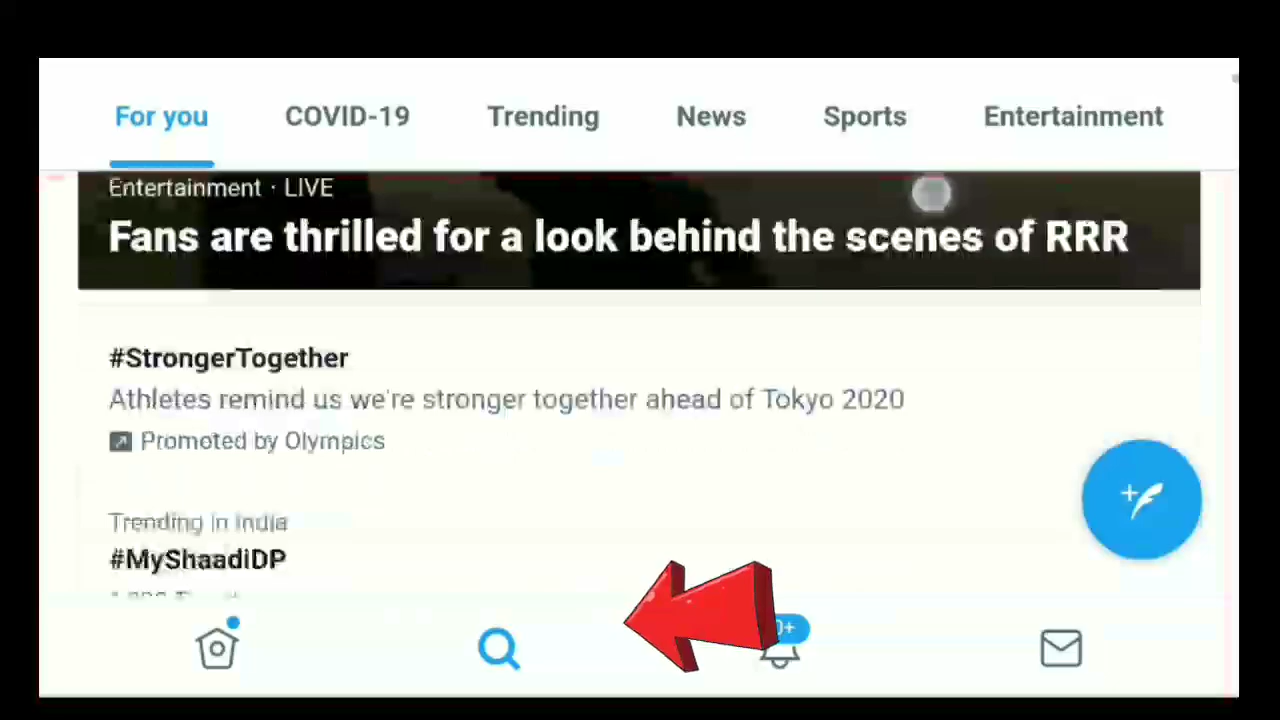 For you COVID-19 Trending News Sports Entertainment
Entertainment · LIVE
Fans are thrilled for a look behind the scenes of RRR
#StrongerTogether
Athletes remind us we're stronger together ahead of Tokyo 2020
Promoted by Olympics
Trending in India
#MyShaadiDP